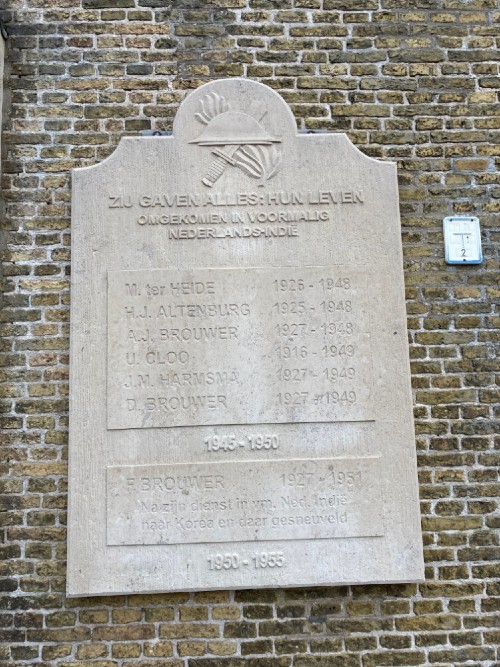 ZIJ GAVEN ALLES: HUN LEVEN
OMGEKOMEN IN VOORMALIG
NEDERLANDS-INDIË
M. ter HEIDE 1926 - 1948
H.J. ALTENBURG 1925 - 1948
A.J. BROUWER 1927 - 1948
U. CLOO 1916 - 1949
J.M. HARMSMA 1927 - 1949
D. BROUWER 1927 - 1949
1945 - 1950
F. BROUWER 1927 - 1951
Na zijn dienst in vm. Ned. Indië
naar Korea en daar gesneuveld
1950 - 1955
2